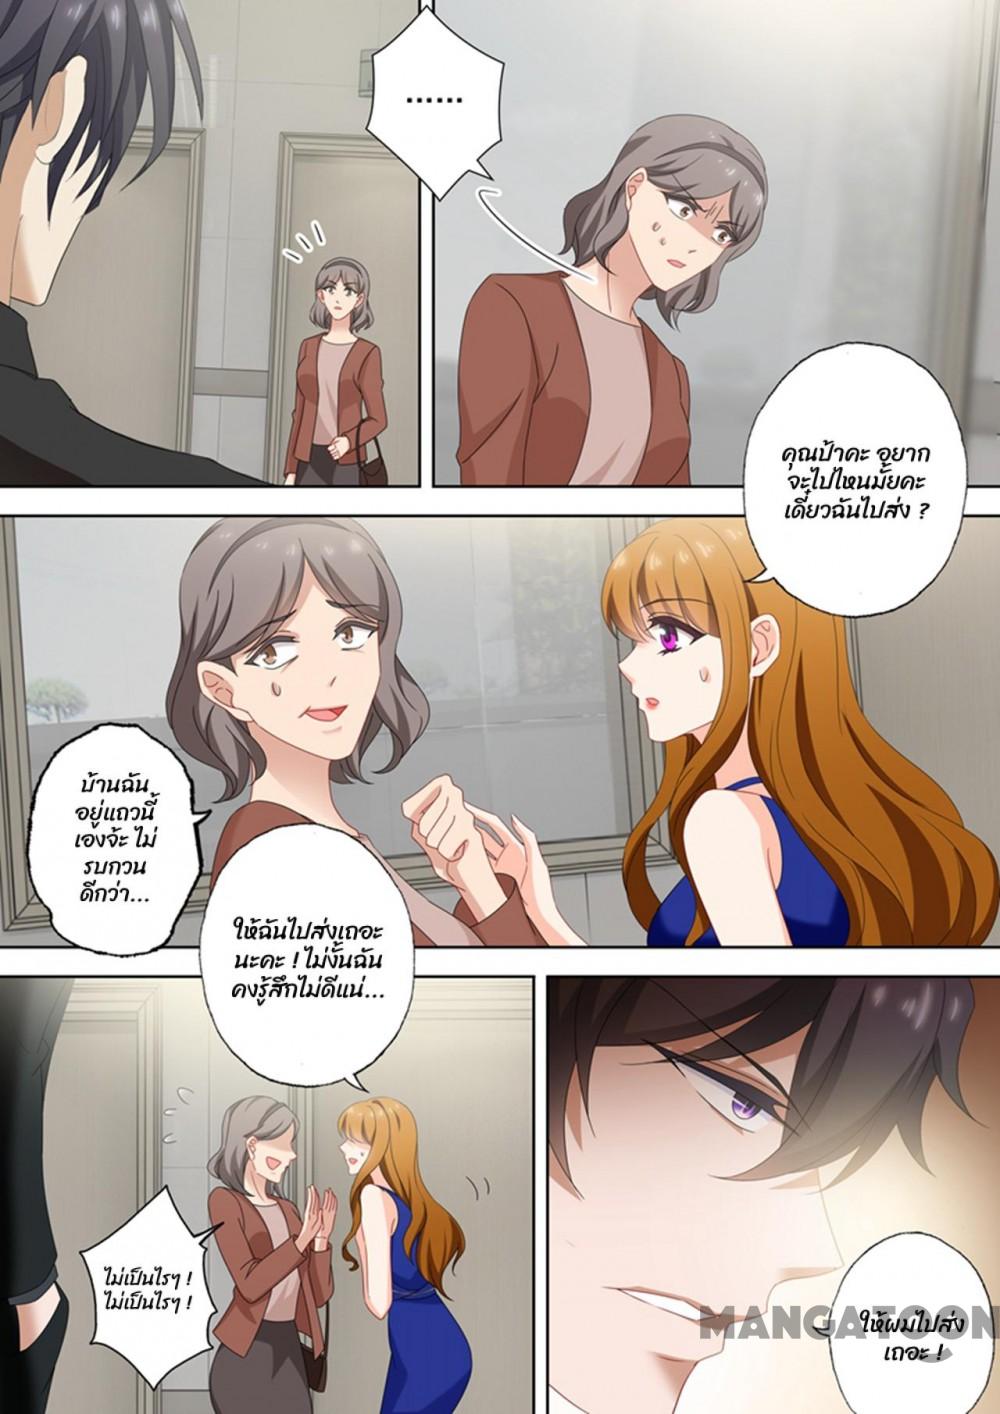 ......
คุณป้าคะ อยาก
จะไปไหนมั้ยคะ
เดี๋ยวฉันไปส่ง ?
บ้านฉัน
อยู่แถวนี้
เองจ้ะ ไม่
รบกวน
ดีกว่า...
ให้ฉันไปส่งเถอะ
นะคะ ! ไม่งั้นฉัน
คงรู้สึกไม่ดีแน่...
ไม่เป็นไรๆ !
ไม่เป็นไรๆ !
ให้ผมไปส่ง
เถอะ !
MANGATOON